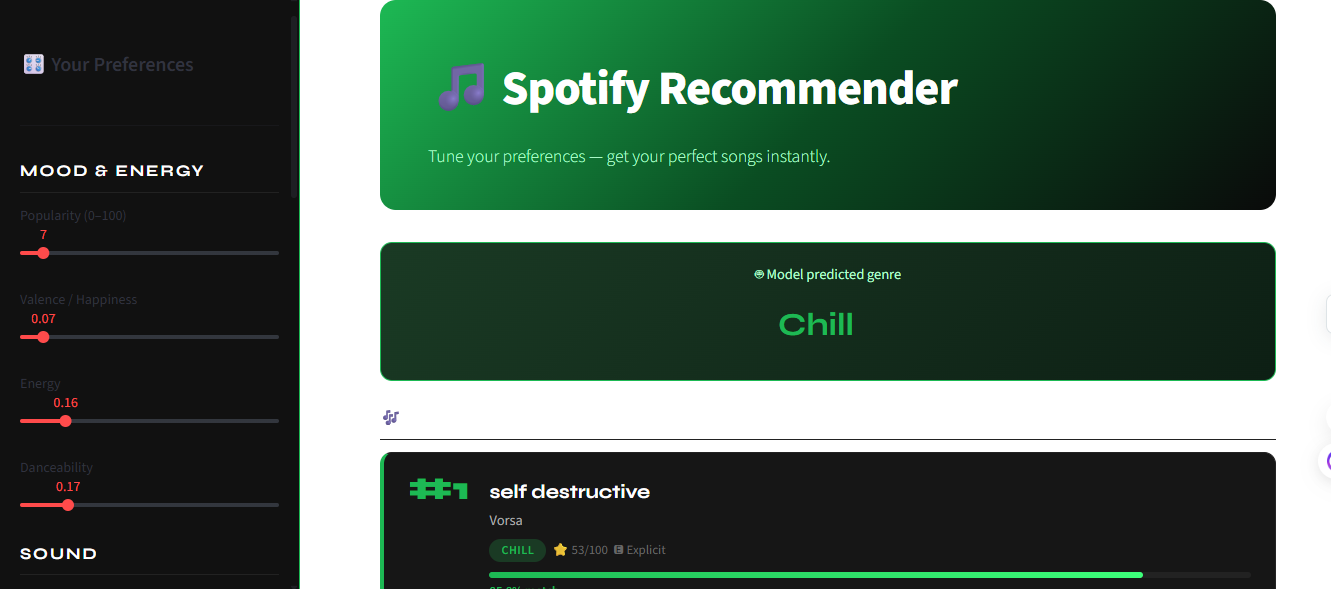 Your Preferences
MOOD & ENERGY
Popularity (0–100)
7
Valence / Happiness
0.07
Energy
0.16
Danceability
0.17
SOUND
Spotify Recommender
Tune your preferences — get your perfect songs instantly.
Model predicted genre
Chill
#1
self destructive
Vorsa
CHILL 53/100 E Explicit